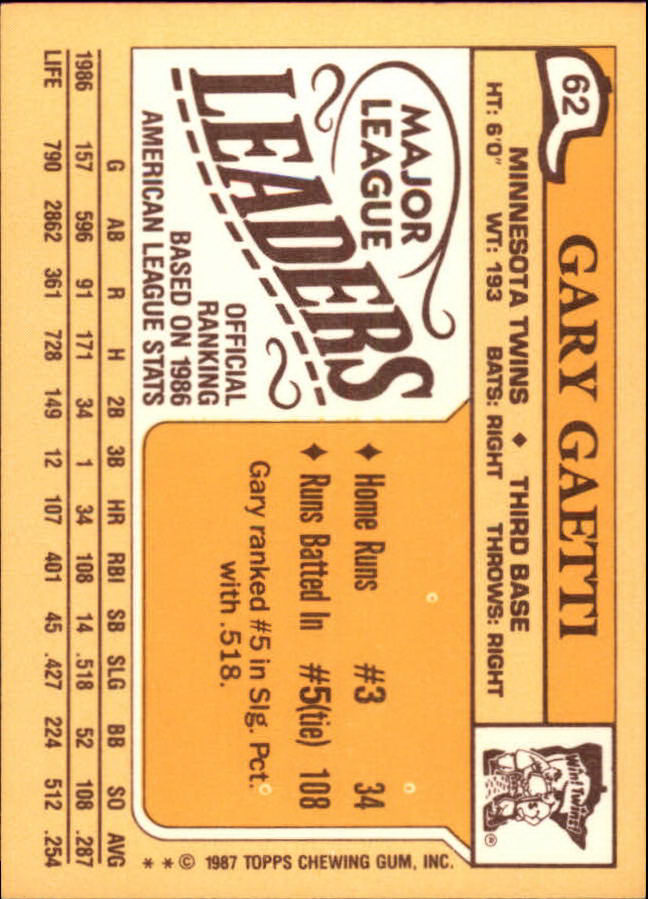 62
GARY GAETTI
MINNESOTA TWINS ♦ THIRD BASE
HT: 6'0" WT: 193 BATS: RIGHT THROWS: RIGHT
Win! Twins!
®
MAJOR
LEAGUE
LEADERS
OFFICIAL
RANKING
BASED ON 1986
AMERICAN LEAGUE STATS
♦ Home Runs #3 34
♦ Runs Batted In #5(tie) 108
Gary ranked #5 in Slg. Pct.
with .518.
* * © 1987 TOPPS CHEWING GUM, INC.
G AB R H 2B 3B HR RBI SB SLG BB SO AVG
1986 157 596 91 171 34 1 34 108 14 .518 52 108 .287
LIFE 790 2862 361 728 149 12 107 401 45 .427 224 512 .254